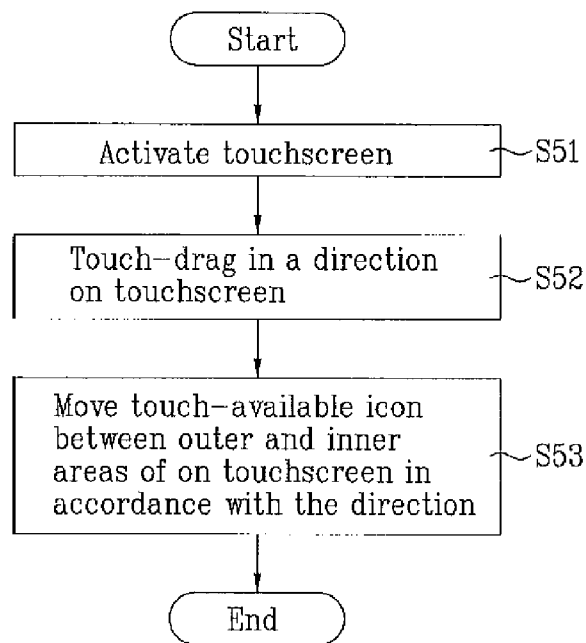 Start
Activate touchscreen
S51
Touch-drag in a direction
on touchscreen
S52
Move touch-available icon
between outer and inner
areas of on touchscreen in
accordance with the direction
S53
End